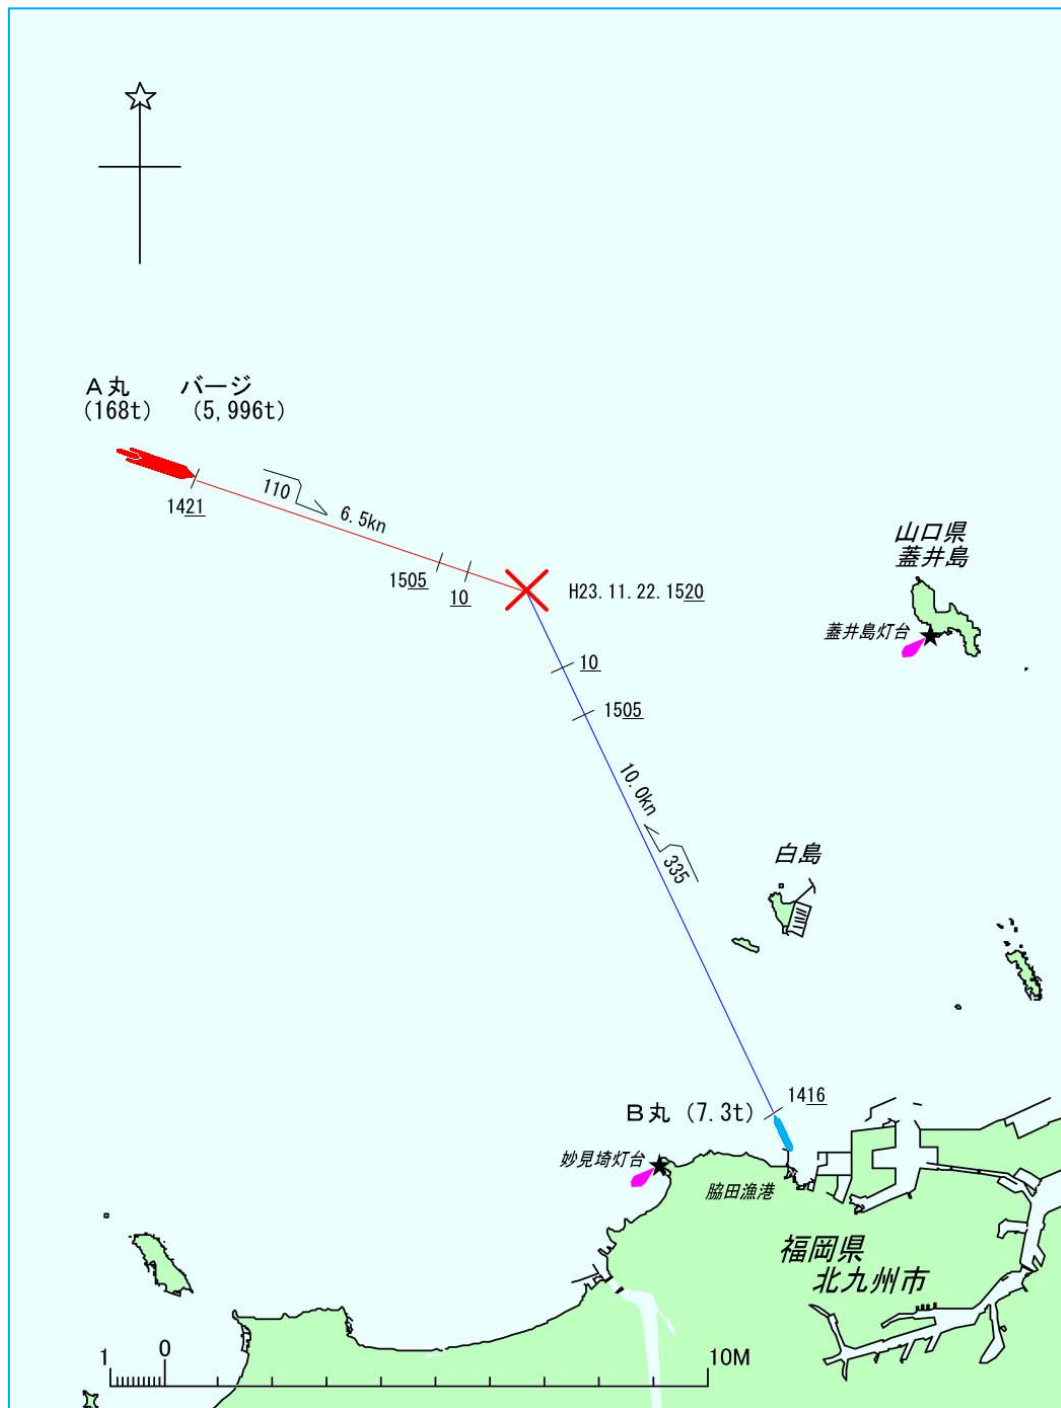 A丸 バージ
(168t) (5,996t)
1421
110
6.5kn
1505
10
H23.11.22.1520
山口県
蓋井島
蓋井島灯台
10
1505
10.0kn
335
白島
1416
B丸 (7.3t)
妙見埼灯台
脇田漁港
福岡県
北九州市
1 0 10M